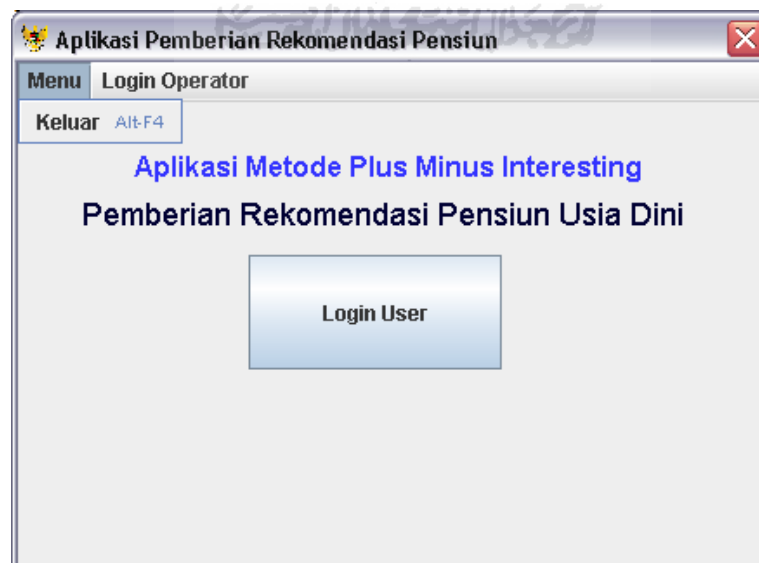 Aplikasi Pemberian Rekomendasi Pensiun
Menu Login Operator
Keluar Alt-F4
Aplikasi Metode Plus Minus Interesting
Pemberian Rekomendasi Pensiun Usia Dini
Login User